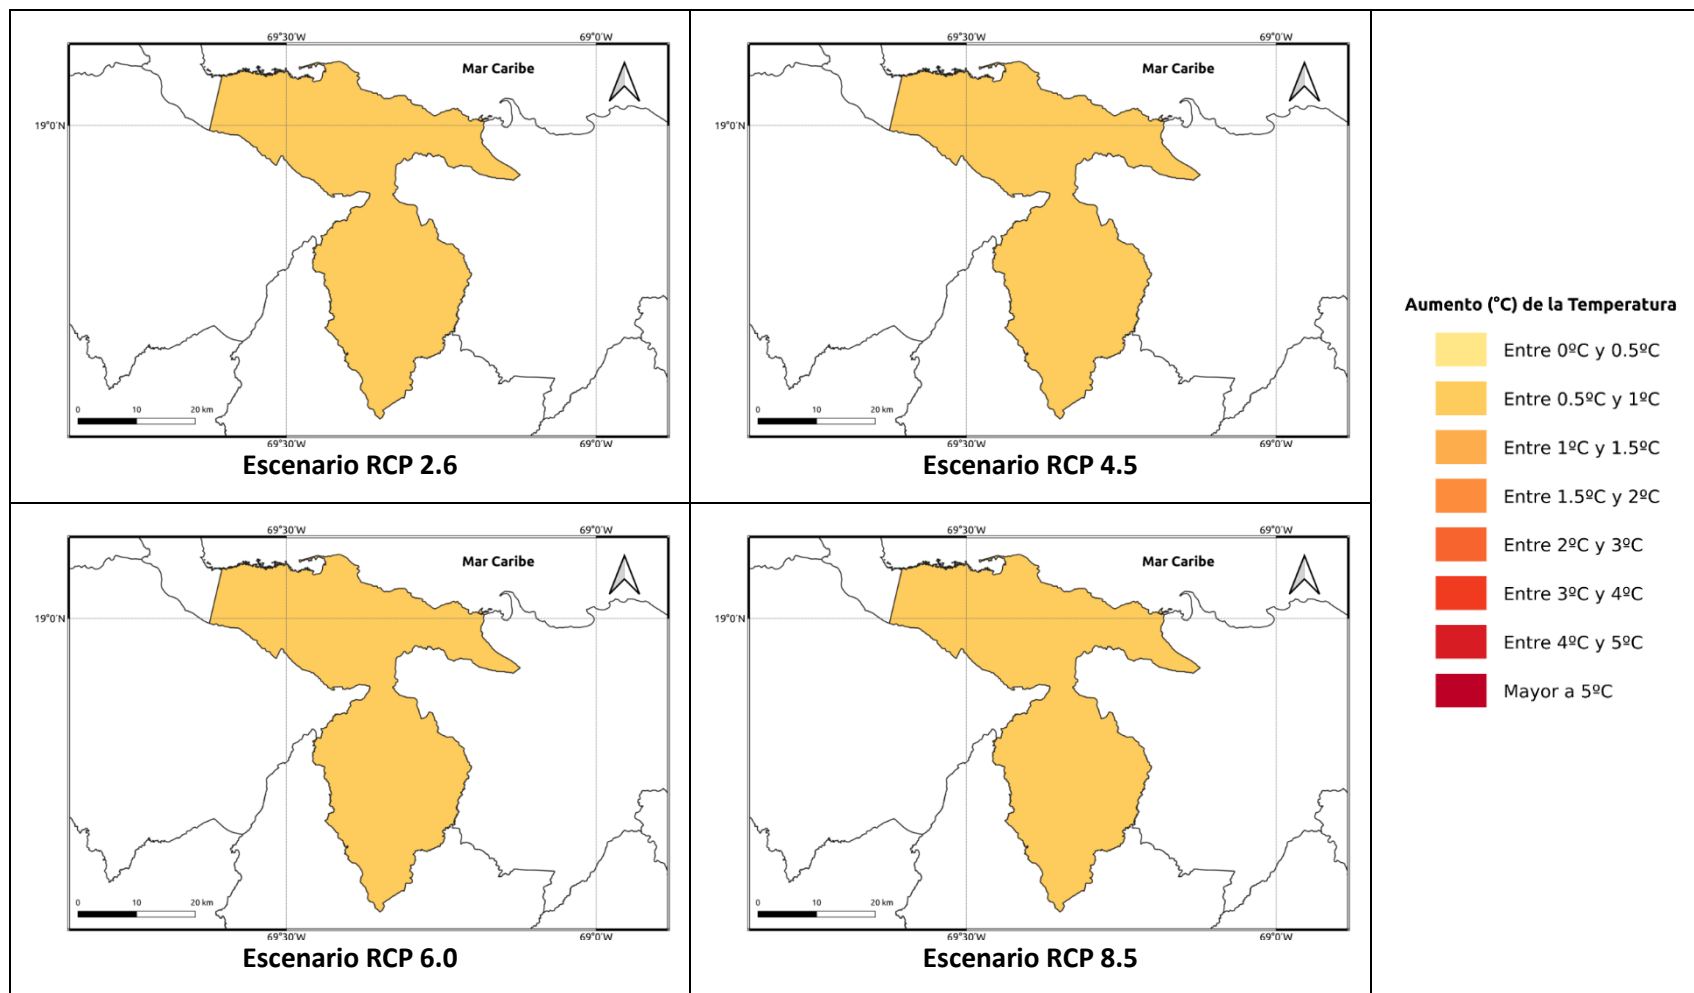 69°30'W 69°0'W
Mar Caribe
19°0'N
0 10 20 km
69°30'W 69°0'W
Escenario RCP 2.6
69°30'W 69°0'W
Mar Caribe
19°0'N
0 10 20 km
69°30'W 69°0'W
Escenario RCP 4.5
69°30'W 69°0'W
Mar Caribe
19°0'N
0 10 20 km
69°30'W 69°0'W
Escenario RCP 6.0
69°30'W 69°0'W
Mar Caribe
19°0'N
0 10 20 km
69°30'W 69°0'W
Escenario RCP 8.5
Aumento (°C) de la Temperatura
Entre 0ºC y 0.5ºC
Entre 0.5ºC y 1ºC
Entre 1ºC y 1.5ºC
Entre 1.5ºC y 2ºC
Entre 2ºC y 3ºC
Entre 3ºC y 4ºC
Entre 4ºC y 5ºC
Mayor a 5ºC